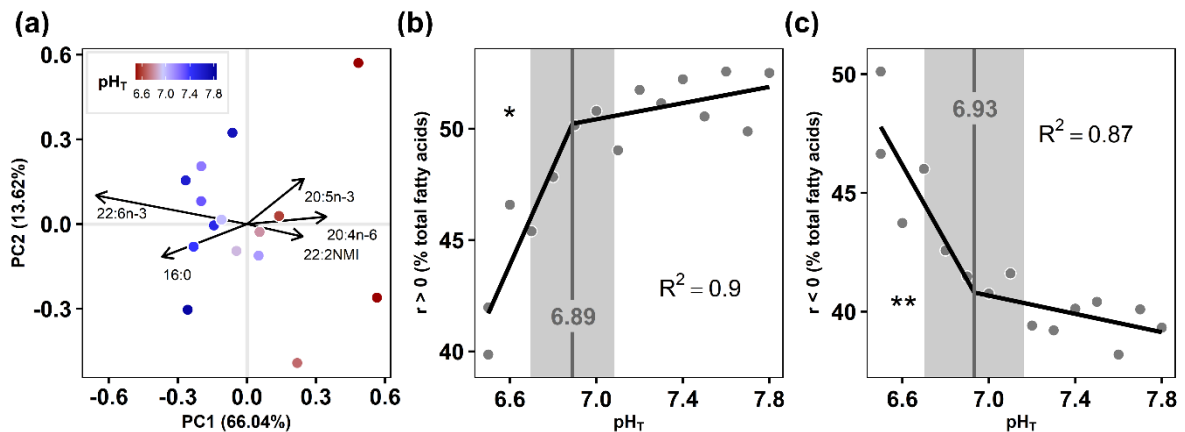 (a)
pH_T
6.6 7.0 7.4 7.8
0.6
0.3
0.0
-0.3
PC2 (13.62%)
22:6n-3
20:5n-3
20:4n-6
22:2NMI
16:0
-0.6 -0.3 0.0 0.3 0.6
PC1 (66.04%)
(b)
r > 0 (% total fatty acids)
50
45
40
*
6.89
R² = 0.9
6.6 7.0 7.4 7.8
pH_T
(c)
r < 0 (% total fatty acids)
50
45
40
6.93
R² = 0.87
**
6.6 7.0 7.4 7.8
pH_T